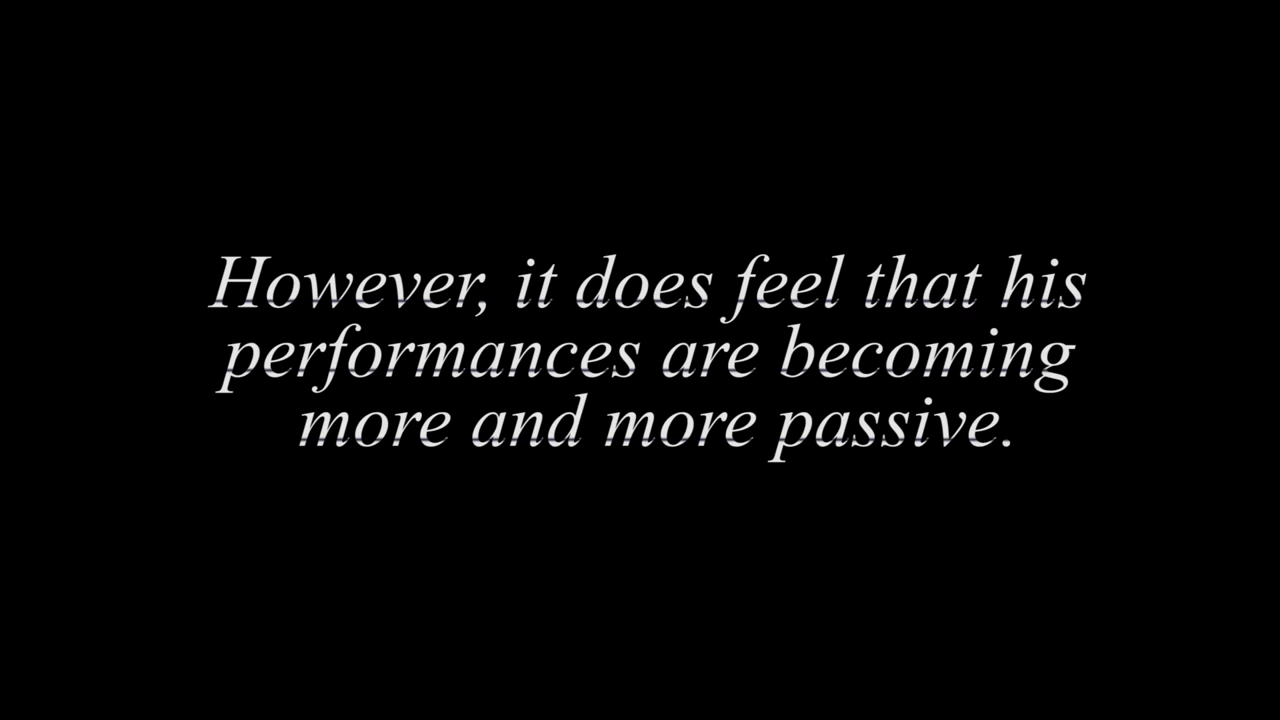 However, it does feel that his
performances are becoming
more and more passive.